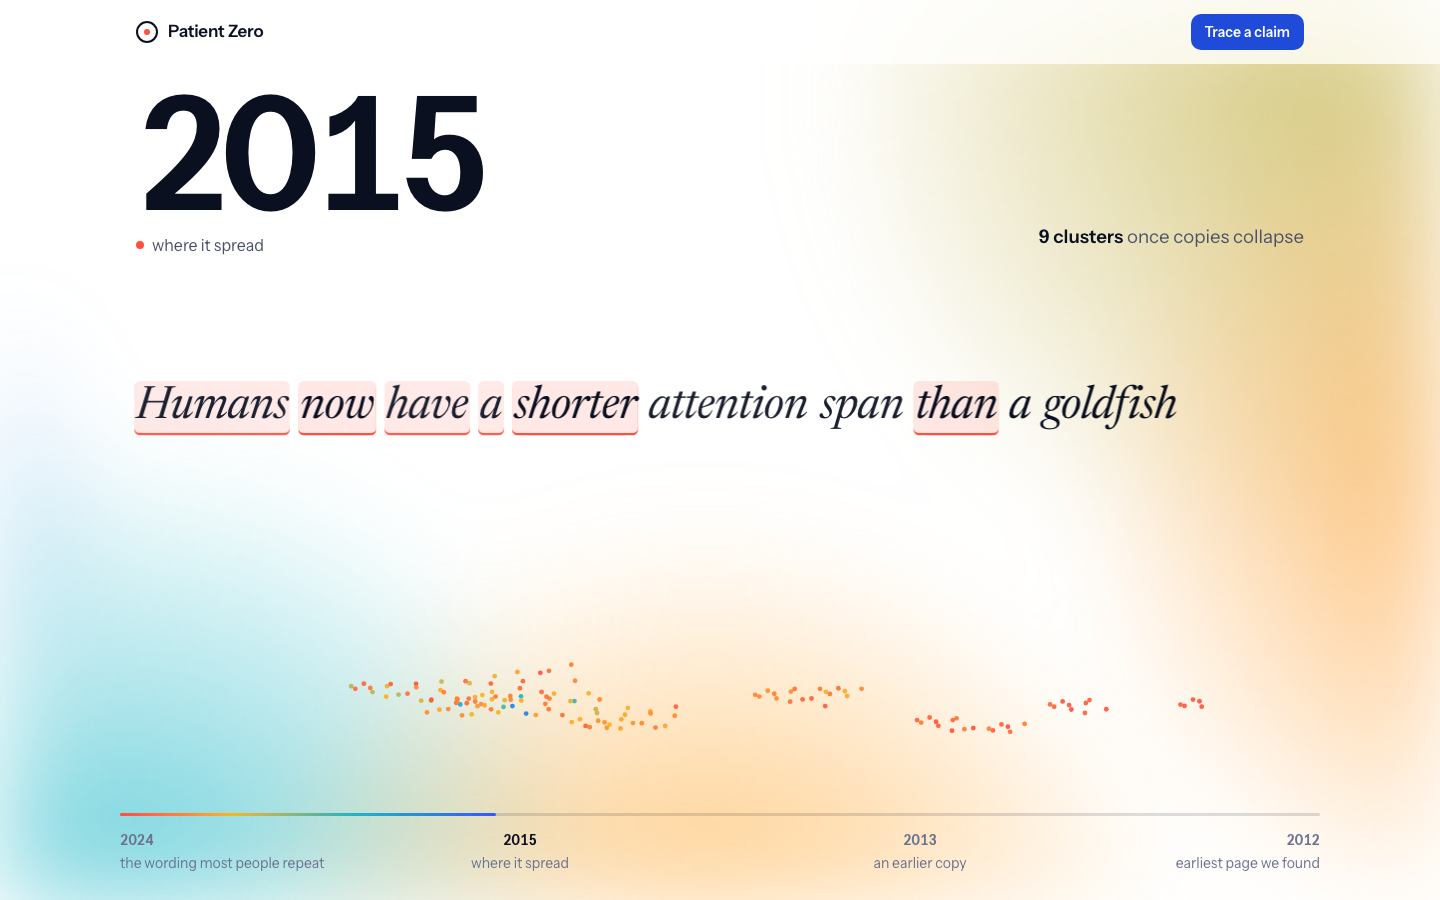 Patient Zero
Trace a claim
2015
where it spread
9 clusters once copies collapse
Humans now have a shorter attention span than a goldfish
2024
the wording most people repeat
2015
where it spread
2013
an earlier copy
2012
earliest page we found